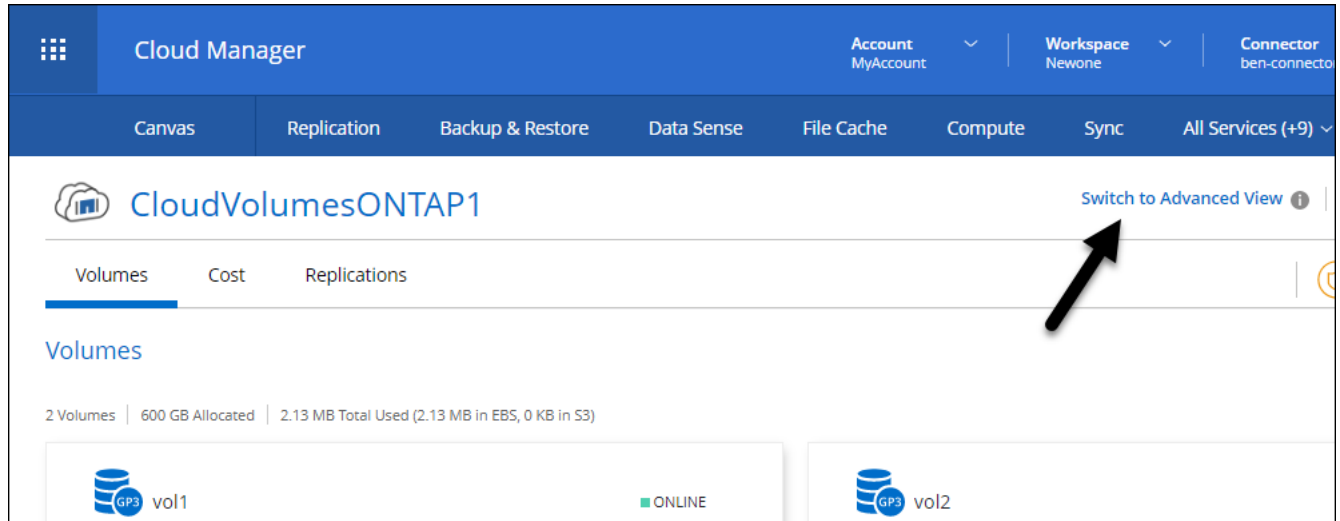 Cloud Manager
Account
MyAccount
Workspace
Newone
Connector
Canvas
Replication
Backup & Restore
Data Sense
File Cache
Compute
Sync
All Services (+9)
CloudVolumesONTAP1
Switch to Advanced View
Volumes
Cost
Replications
Volumes
2 Volumes | 600 GB Allocated | 2.13 MB Total Used (2.13 MB in EBS, 0 KB in S3)
GP3
vol1
ONLINE
GP3
vol2